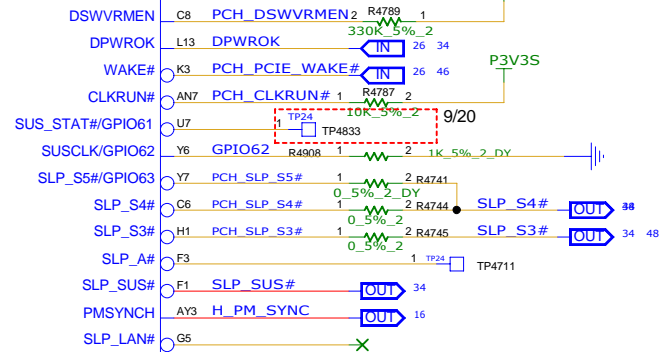 DSWVRMEN C8 PCH_DSWVRMEN 2 R4789 1
330K_5%_2
DPWROK L13 DPWROK IN 26 34
WAKE# K3 PCH_PCIE_WAKE# IN 26 46
P3V3S
CLKRUN# AN7 PCH_CLKRUN# 1 R4787 2
10K_5%_2
9/20
SUS_STAT#/GPIO61 U7 1 TP24 TP4833
SUSCLK/GPIO62 Y6 GPIO62 R4908 1 2 1K_5%_2_DY
SLP_S5#/GPIO63 Y7 PCH_SLP_S5# 1 2 R4741
0_5%_2_DY
SLP_S4# C6 PCH_SLP_S4# 1 2 R4744 SLP_S4# OUT
0_5%_2
SLP_S3# H1 PCH_SLP_S3# 1 2 R4745 SLP_S3# OUT 34 48
0_5%_2
SLP_A# F3 1 TP24 TP4711
SLP_SUS# F1 SLP_SUS# OUT 34
PMSYNCH AY3 H_PM_SYNC OUT 16
SLP_LAN# G5